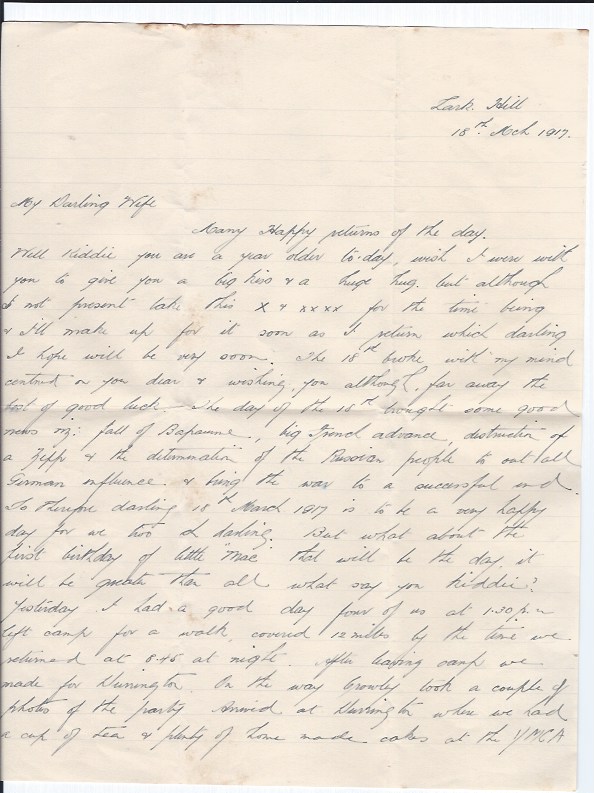 Lark Hill
18th Mch 1917.
My Darling Wife
Many Happy returns of the day.
Well Kiddie you are a year older to-day, wish I were with
you to give you a big kiss & a huge hug. but although
I not present take this x & xxxx for the time being
& I'll make up for it soon as I return which darling
I hope will be very soon. The 18th broke with my mind
centred on you dear & wishing you although far away the
best of good luck. The day of the 18th brought some good
news viz: fall of Bapaume, big French advance, distruction of
a Zepp & the determination of the Russian people to out all
German influence & bring the war to a successful end.
So therefore darling 18th March 1917 is to be a very happy
day for we two eh darling. But what about the
first birthday of little "Mac" that will be the day, it
will be greater than all what say you Kiddie?
Yesterday I had a good day four of us at 1.30 p.m
left camp for a walk, covered 12 miles by the time we
returned at 8.45 at night. After leaving camp we
made for Durrington. On the way Crowley took a couple of
photos of the party. Arrived at Durrington where we had
a cup of tea & plenty of home made cakes at the YMCA